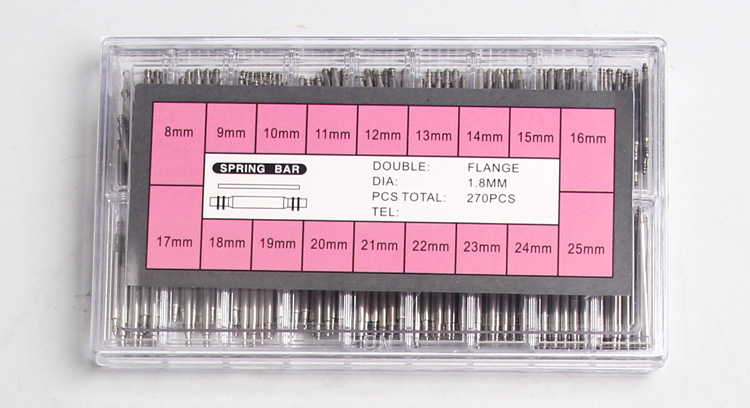 8mm 9mm 10mm 11mm 12mm 13mm 14mm 15mm 16mm
SPRING BAR
DOUBLE: FLANGE
DIA: 1.8MM
PCS TOTAL: 270PCS
TEL:
17mm 18mm 19mm 20mm 21mm 22mm 23mm 24mm 25mm